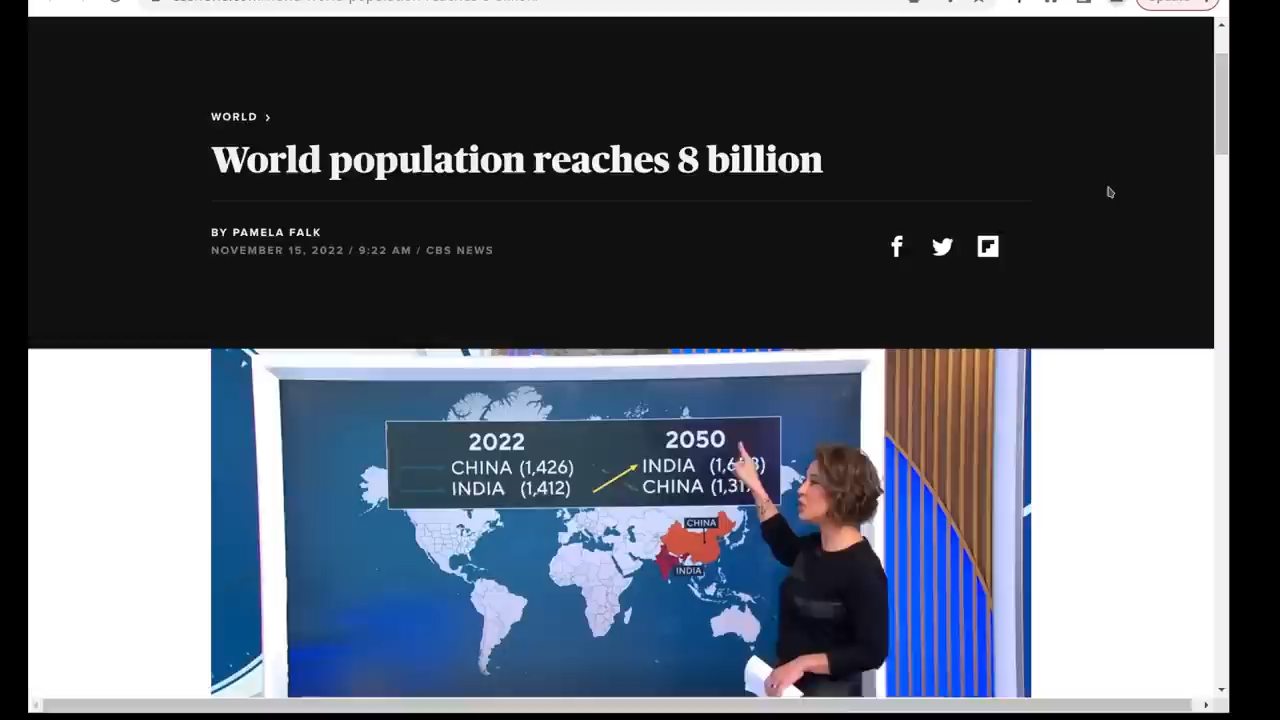 WORLD ›
World population reaches 8 billion
BY PAMELA FALK
NOVEMBER 15, 2022 / 9:22 AM / CBS NEWS
2022
CHINA (1,426)
INDIA (1,412)
2050
INDIA
CHINA
CHINA
INDIA